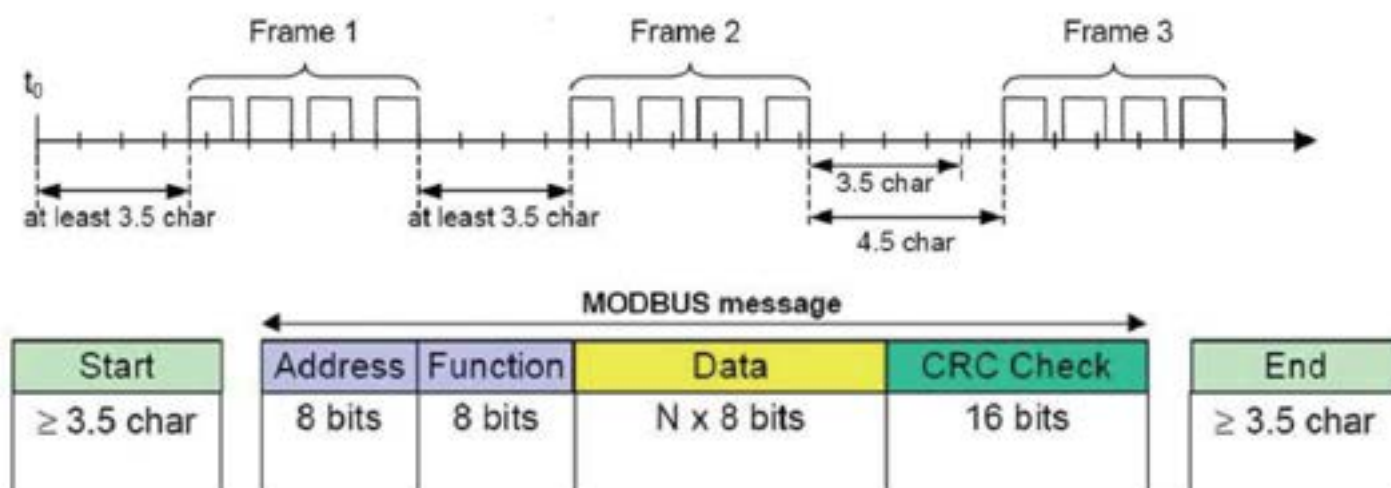 Frame 1 Frame 2 Frame 3
t0
3.5 char
at least 3.5 char at least 3.5 char
4.5 char
MODBUS message
Start Address Function Data CRC Check End
≥ 3.5 char 8 bits 8 bits N x 8 bits 16 bits ≥ 3.5 char